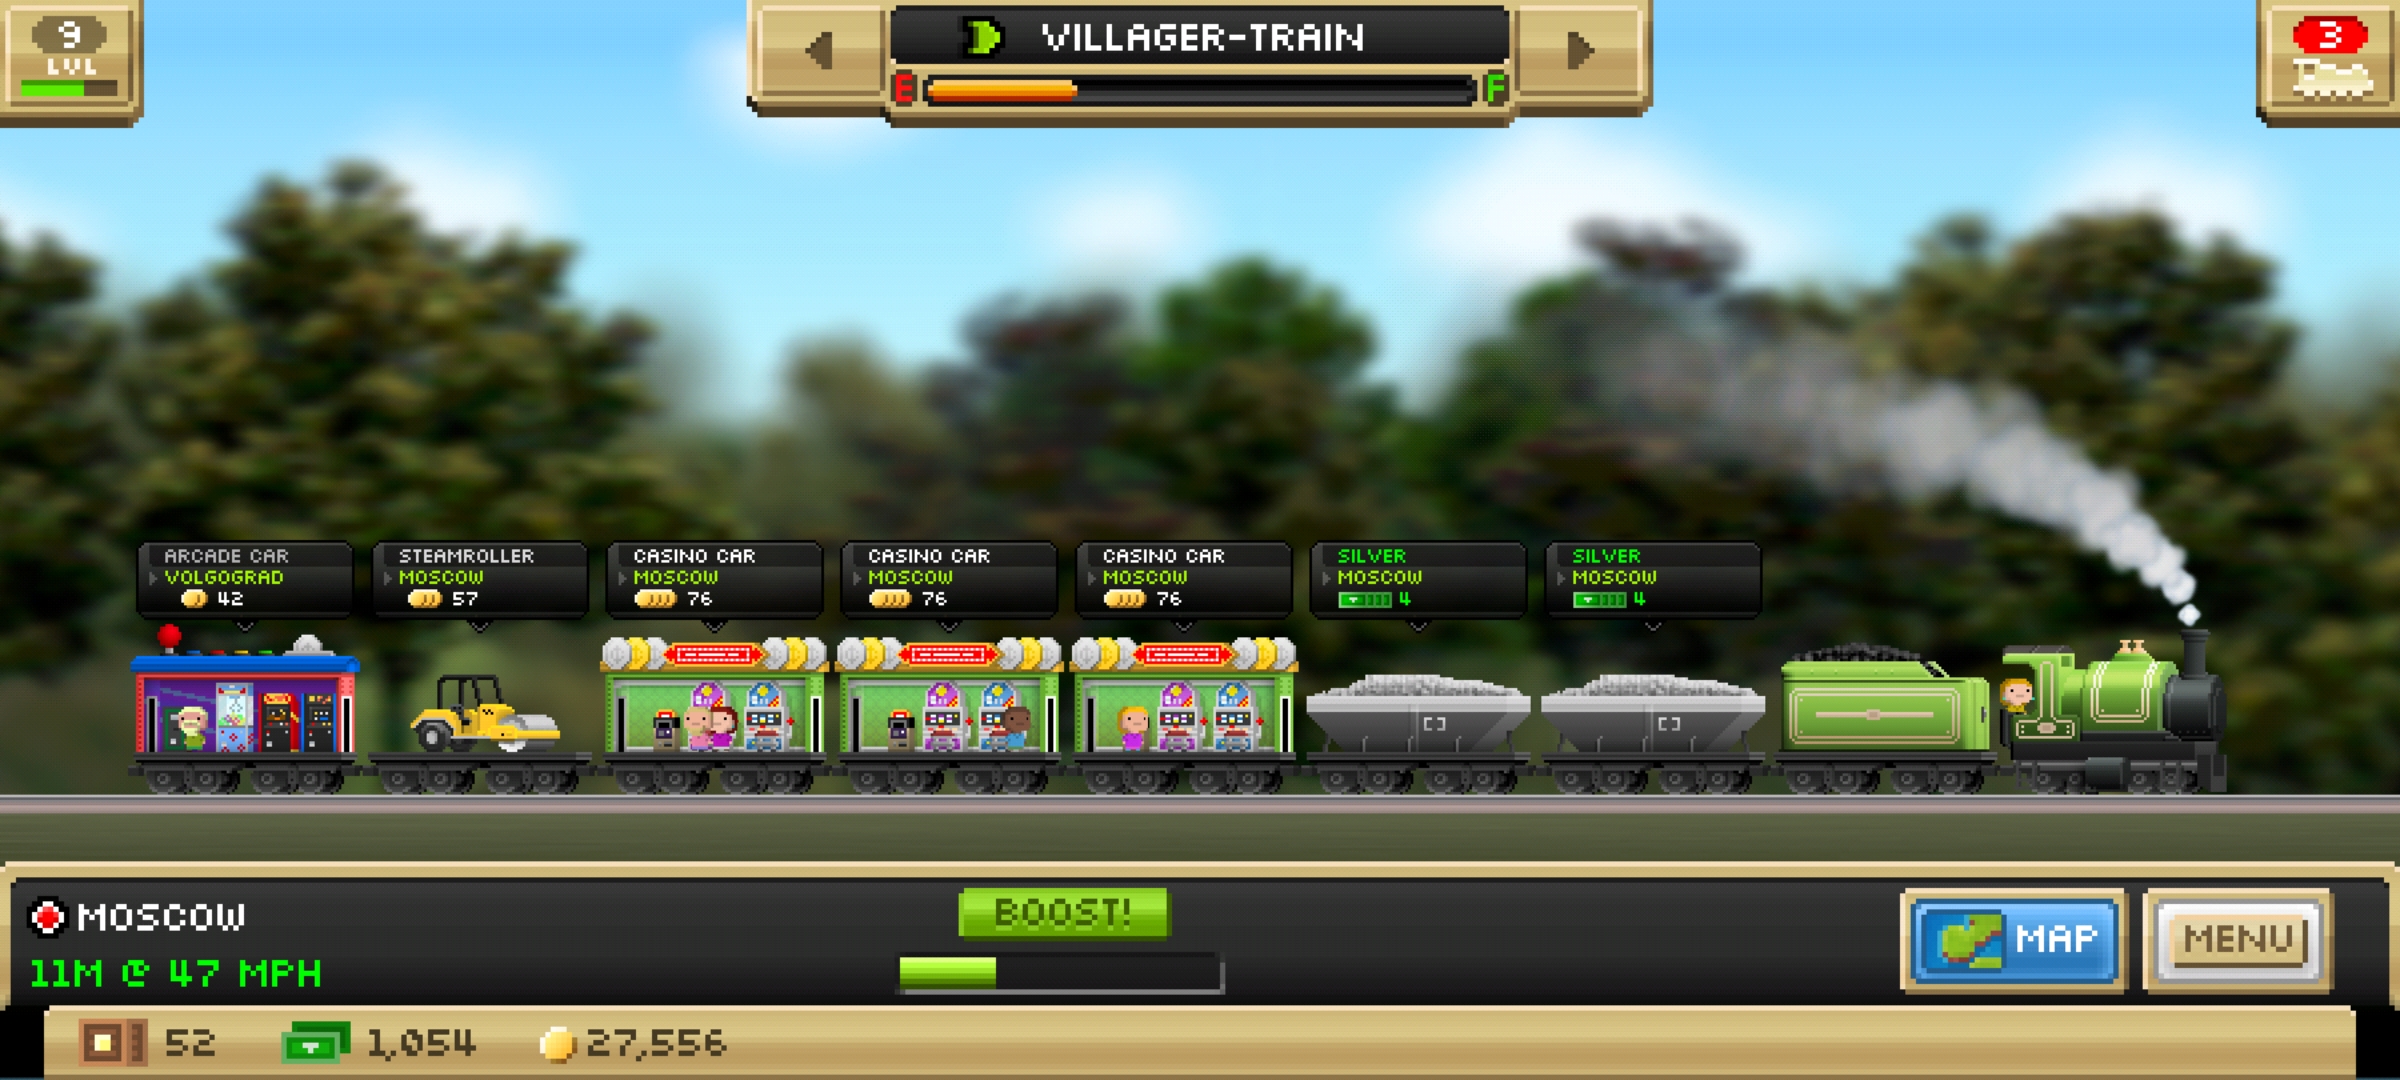 9
LVL
VILLAGER-TRAIN
E
F
3
ARCADE CAR
VOLGOGRAD
42
STEAMROLLER
MOSCOW
57
CASINO CAR
MOSCOW
76
CASINO CAR
MOSCOW
76
CASINO CAR
MOSCOW
76
SILVER
MOSCOW
4
SILVER
MOSCOW
4
MOSCOW
11M @ 47 MPH
BOOST!
MAP
MENU
52
1,054
27,556